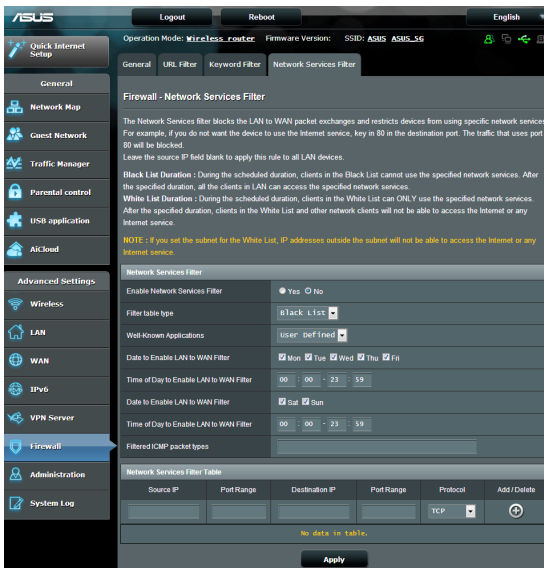 ASUS
Logout
Reboot
English
Quick Internet
Setup
Operation Mode: Wireless router Firmware Version: SSID: ASUS ASUS_5G
General
URL Filter
Keyword Filter
Network Services Filter
General
Network Map
Guest Network
Traffic Manager
Parental control
USB application
AiCloud
Advanced Settings
Wireless
LAN
WAN
IPv6
VPN Server
Firewall
Administration
System Log
Firewall - Network Services Filter
The Network Services filter blocks the LAN to WAN packet exchanges and restricts devices from using specific network services.
For example, if you do not want the device to use the Internet service, key in 80 in the destination port. The traffic that uses port
80 will be blocked.
Leave the source IP field blank to apply this rule to all LAN devices.
Black List Duration : During the scheduled duration, clients in the Black List cannot use the specified network services. After
the specified duration, all the clients in LAN can access the specified network services.
White List Duration : During the scheduled duration, clients in the White List can ONLY use the specified network services.
After the specified duration, clients in the White List and other network clients will not be able to access the Internet or any
Internet service.
NOTE : If you set the subnet for the White List, IP addresses outside the subnet will not be able to access the Internet or any
Internet service.
Network Services Filter
Enable Network Services Filter Yes No
Filter table type Black List
Well-Known Applications User Defined
Date to Enable LAN to WAN Filter Mon Tue Wed Thu Fri
Time of Day to Enable LAN to WAN Filter 00 : 00 - 23 : 59
Date to Enable LAN to WAN Filter Sat Sun
Time of Day to Enable LAN to WAN Filter 00 : 00 - 23 : 59
Filtered ICMP packet types
Network Services Filter Table
Source IP Port Range Destination IP Port Range Protocol Add / Delete
TCP
No data in table.
Apply